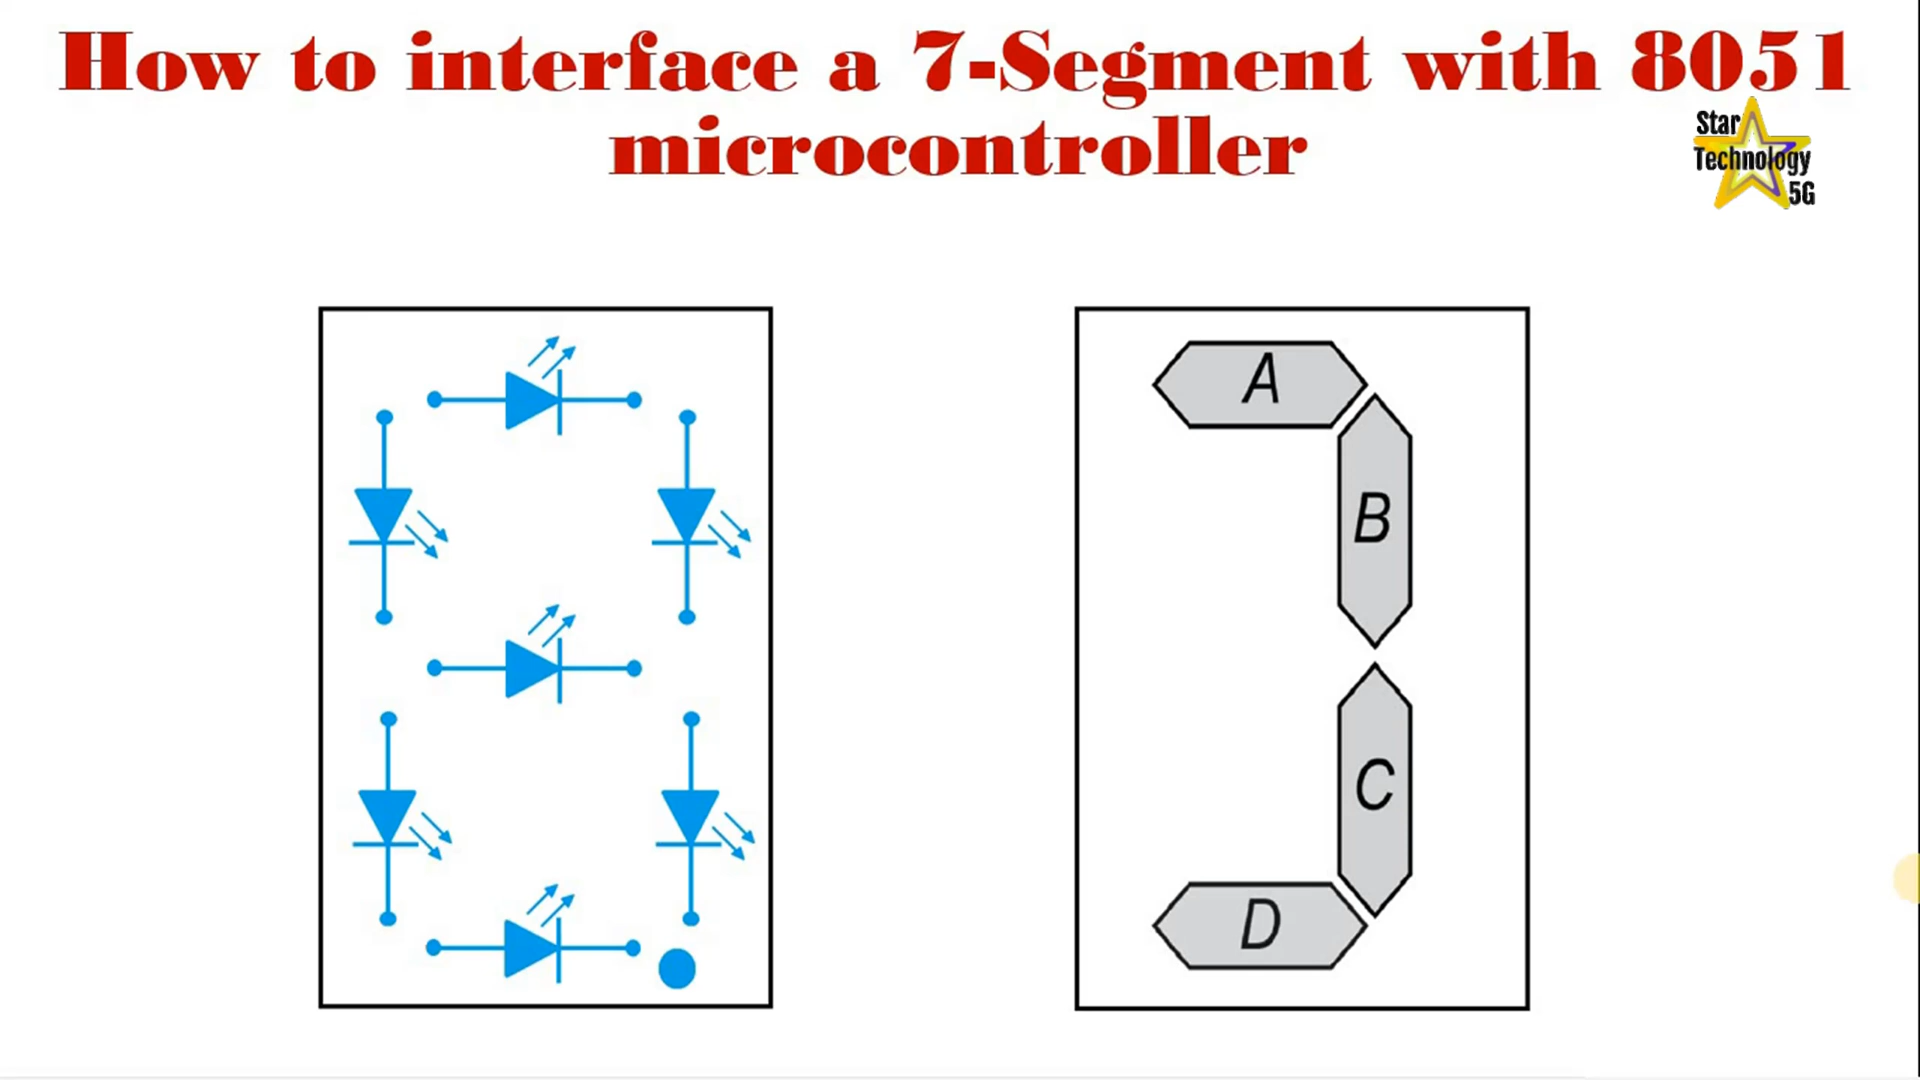 How to interface a 7-Segment with 8051
microcontroller
Star
Technology
5G
A
B
C
D